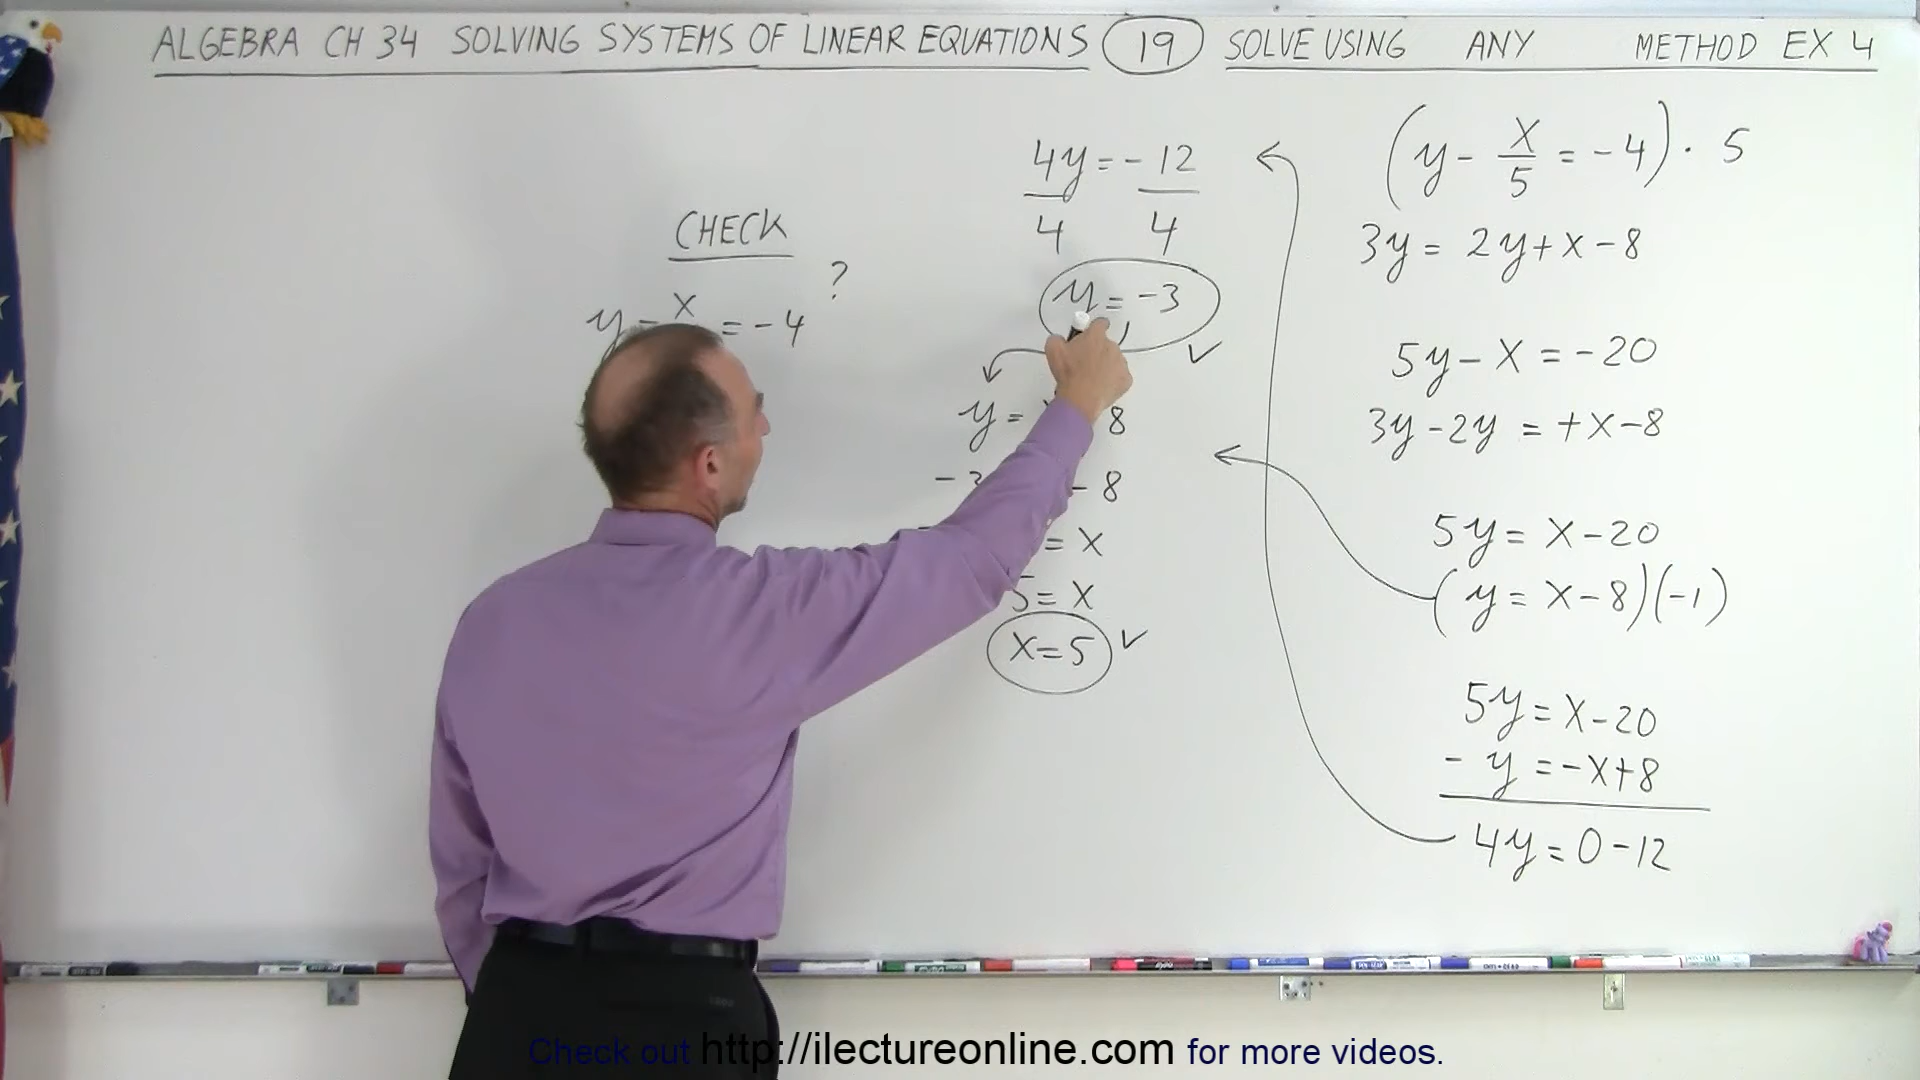 ALGEBRA CH 34 SOLVING SYSTEMS OF LINEAR EQUATIONS 19 SOLVE USING ANY METHOD EX 4
CHECK
?
y - x = -4
4y = -12
4 4
y = -3 ✓
y = 8
- 8
= x
5 = x
x = 5 ✓
(y - x/5 = -4) · 5
3y = 2y + x - 8
5y - x = -20
3y - 2y = +x - 8
5y = x - 20
(y = x - 8)(-1)
5y = x - 20
- y = -x + 8
4y = 0 - 12
Check out http://ilectureonline.com for more videos.